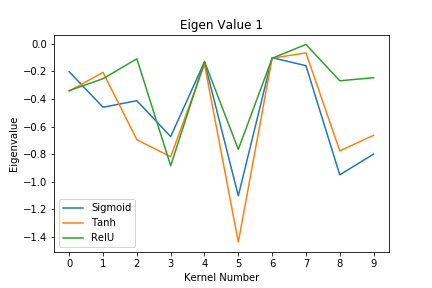 Eigen Value 1
Eigenvalue
0.0
−0.2
−0.4
−0.6
−0.8
−1.0
−1.2
−1.4
Sigmoid
Tanh
RelU
0 1 2 3 4 5 6 7 8 9
Kernel Number